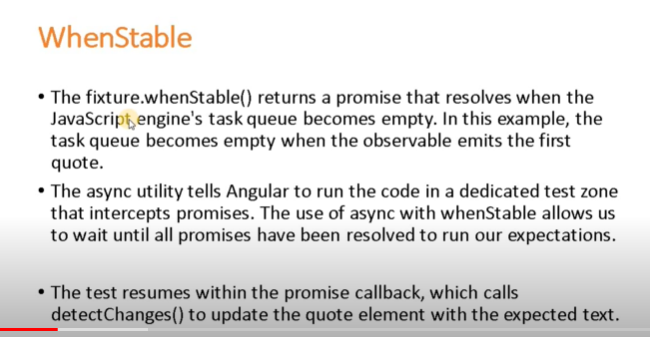 WhenStable
• The fixture.whenStable() returns a promise that resolves when the
JavaScript engine's task queue becomes empty. In this example, the
task queue becomes empty when the observable emits the first
quote.
• The async utility tells Angular to run the code in a dedicated test zone
that intercepts promises. The use of async with whenStable allows us
to wait until all promises have been resolved to run our expectations.
• The test resumes within the promise callback, which calls
detectChanges() to update the quote element with the expected text.